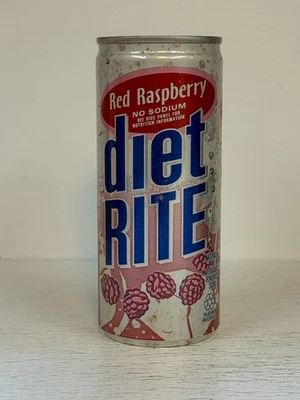 Red Raspberry
NO SODIUM
SEE SIDE PANEL FOR
NUTRITION INFORMATION
diet
RITE